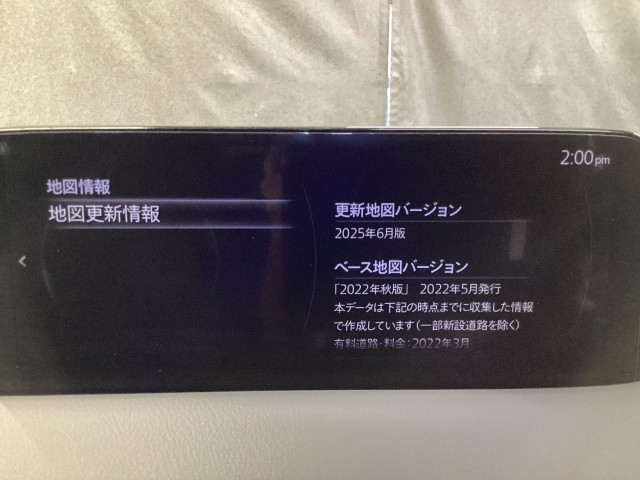 2:00pm
地図情報
地図更新情報
更新地図バージョン
2025年6月版
ベース地図バージョン
「2022年秋版」 2022年5月発行
本データは下記の時点までに収集した情報
で作成しています(一部新設道路を除く)
有料道路・料金:2022年3月